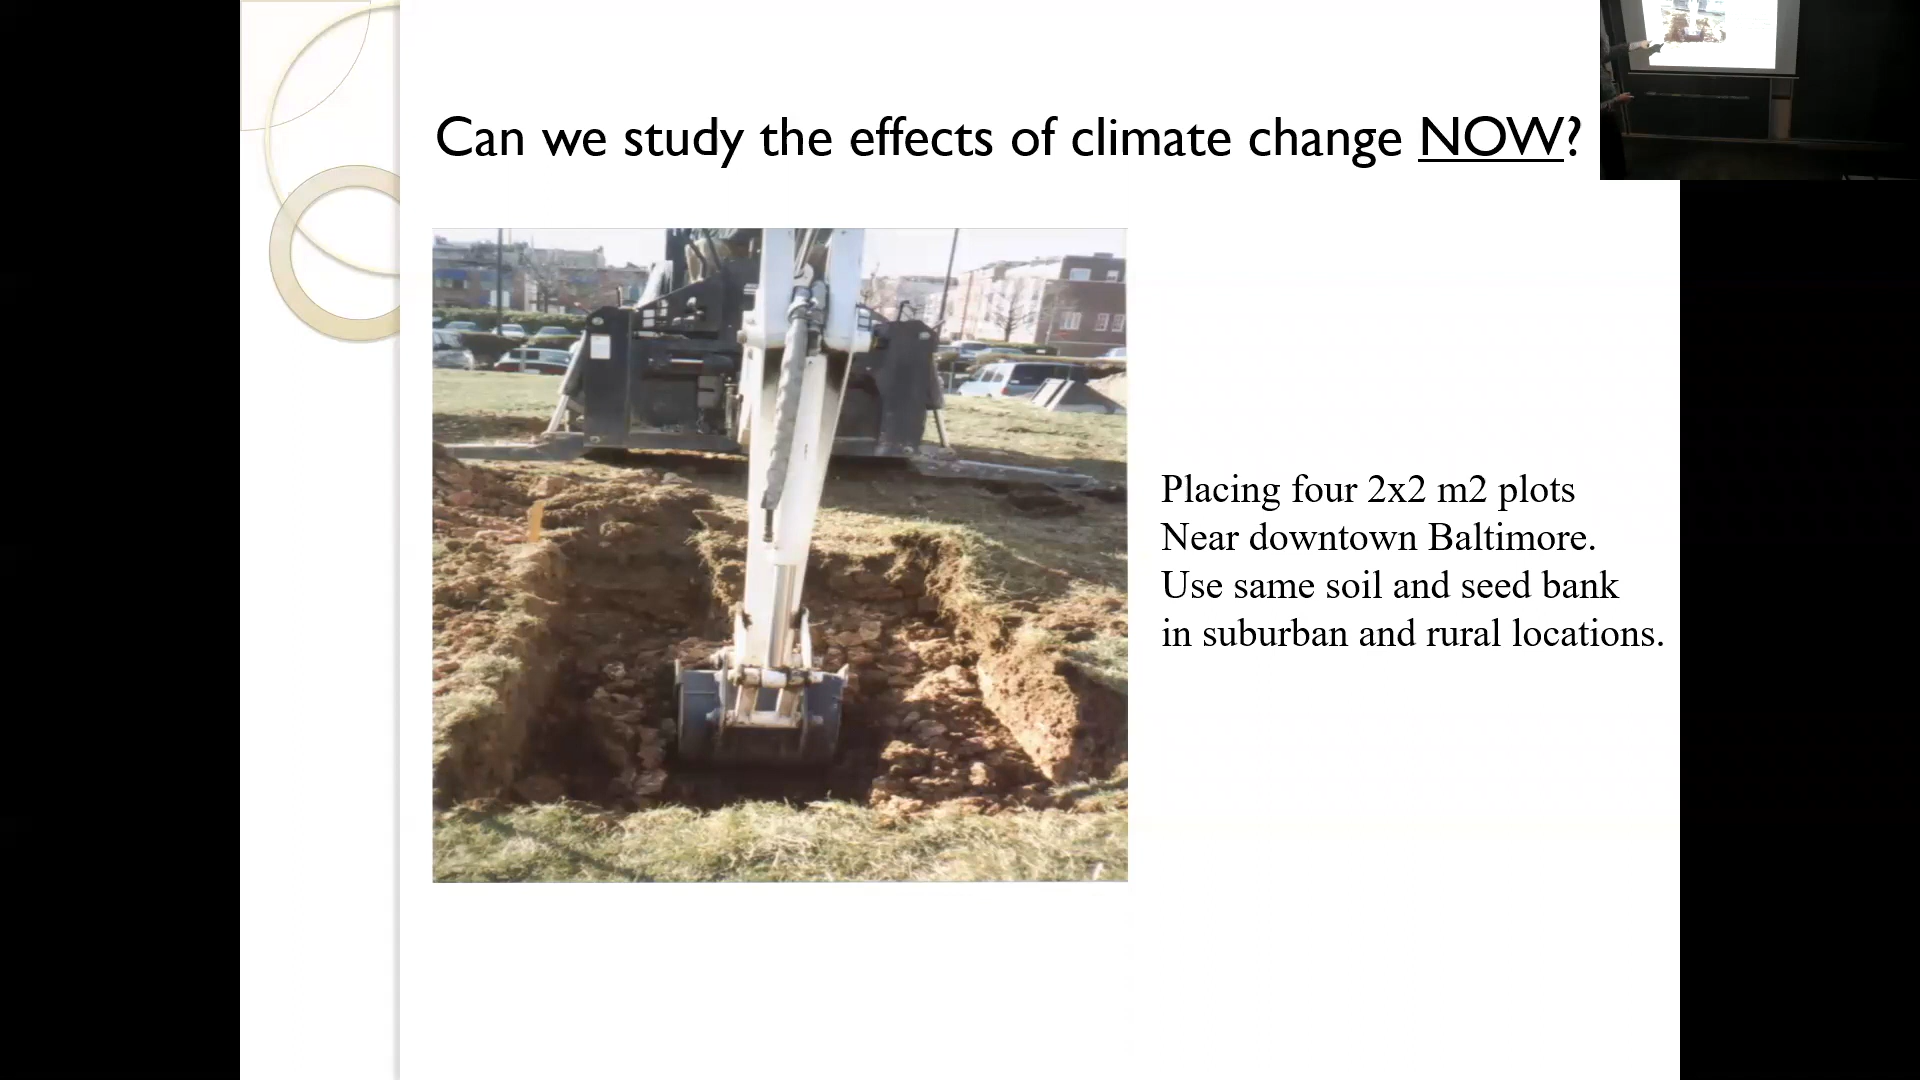 Can we study the effects of climate change NOW?
Placing four 2x2 m2 plots
Near downtown Baltimore.
Use same soil and seed bank
in suburban and rural locations.